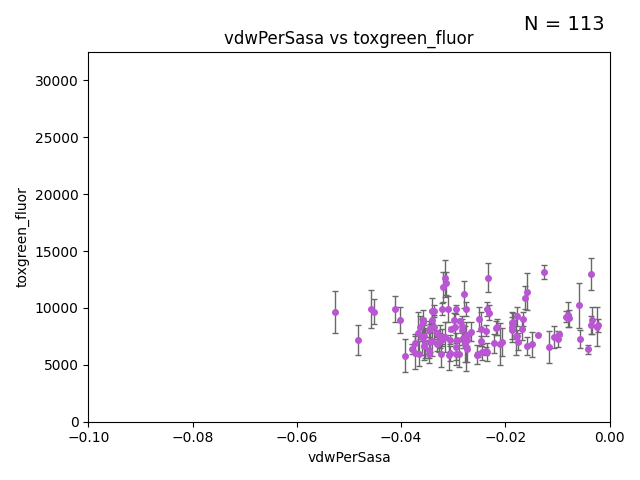 N = 113
vdwPerSasa vs toxgreen_fluor
30000
25000
20000
15000
10000
5000
0
toxgreen_fluor
−0.10 −0.08 −0.06 −0.04 −0.02 0.00
vdwPerSasa